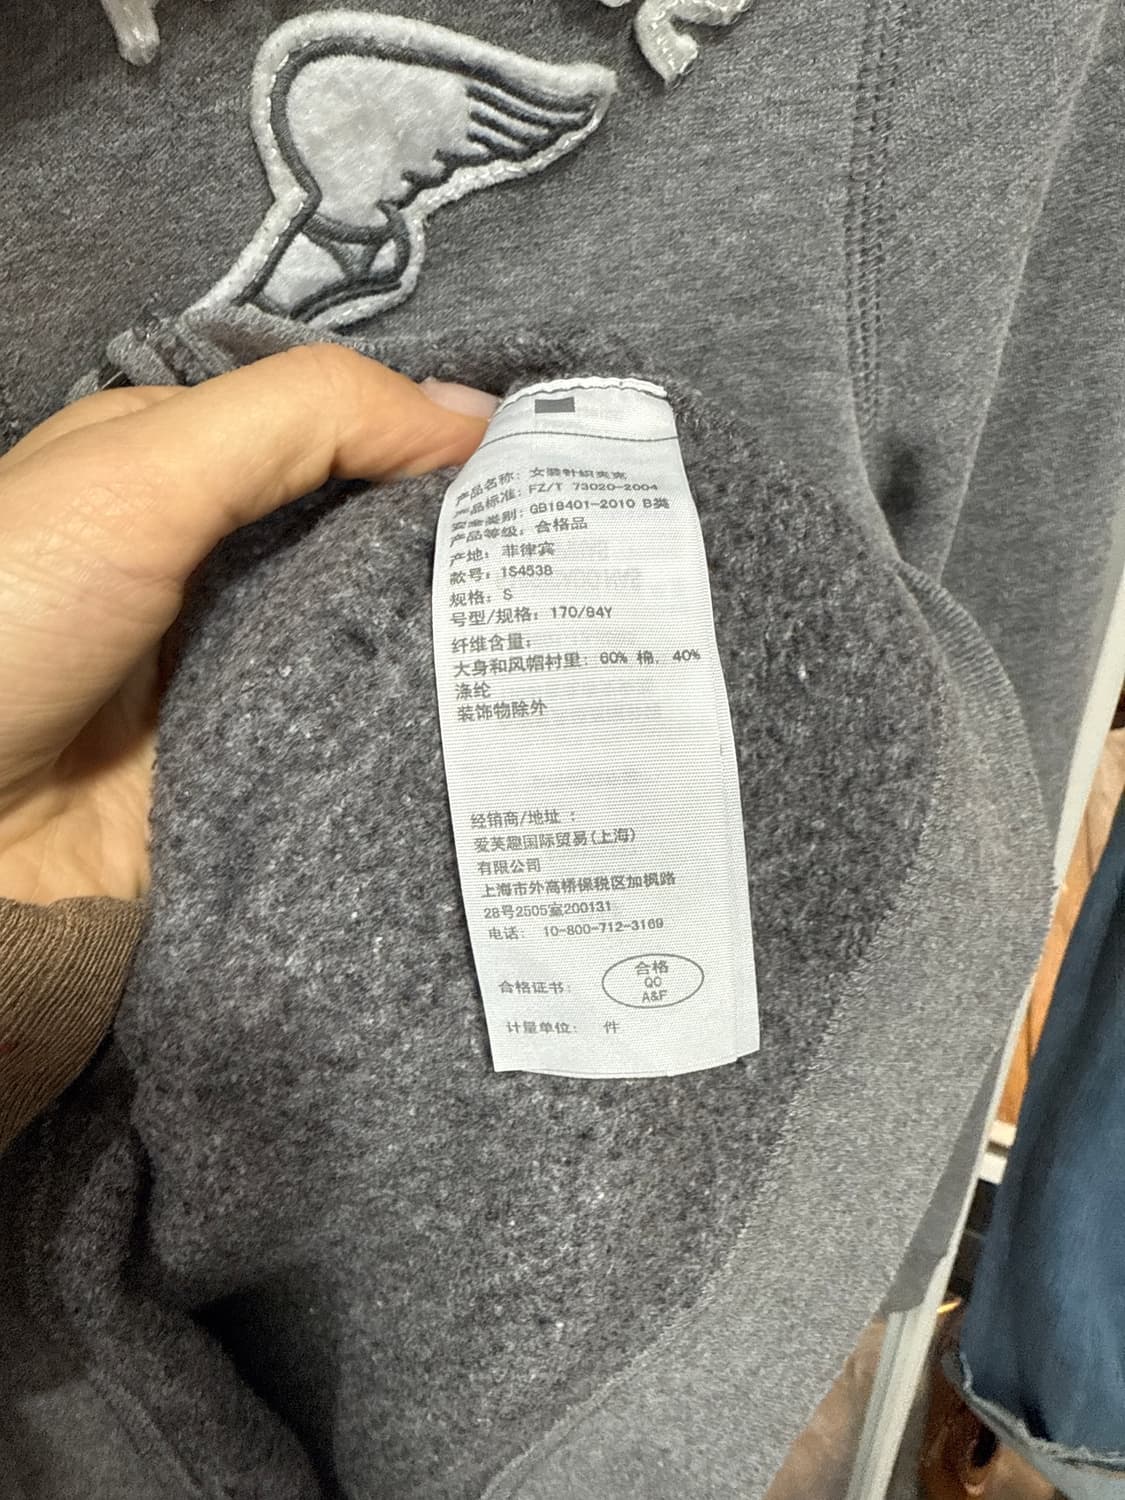 产品名称: 女装针织夹克
产品标准: FZ/T 73020-2004
安全类别: GB18401-2010 B类
产品等级: 合格品
产地: 菲律宾
款号: 1S4538
规格: S
号型/规格: 170/84Y
纤维含量:
大身和风帽衬里: 60% 棉, 40%
涤纶
装饰物除外
经销商/地址 :
爱芙趣国际贸易(上海)
有限公司
上海市外高桥保税区加枫路
28号2505室200131
电话: 10-800-712-3169
合格证书:
合格
QC
A&F
计量单位: 件